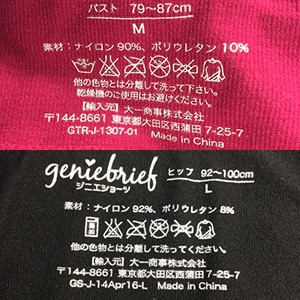 バスト 79~87cm
M
素材:ナイロン 90%、ポリウレタン 10%
他の色物とは分離して洗って下さい。
乾燥機のご使用はお避けください。
【輸入元】大一商事株式会社
〒144-8661 東京都大田区西蒲田 7-25-7
GTR-J-1307-01 Made in China
geniebrief ヒップ 92~100cm
ジニエショーツ L
素材:ナイロン 92%、ポリウレタン 8%
他の色物とは分離して洗ってください。
【輸入元】大一商事株式会社
〒144-8661 東京都大田区西蒲田 7-25-7
GS-J-14Apr16-L Made in China